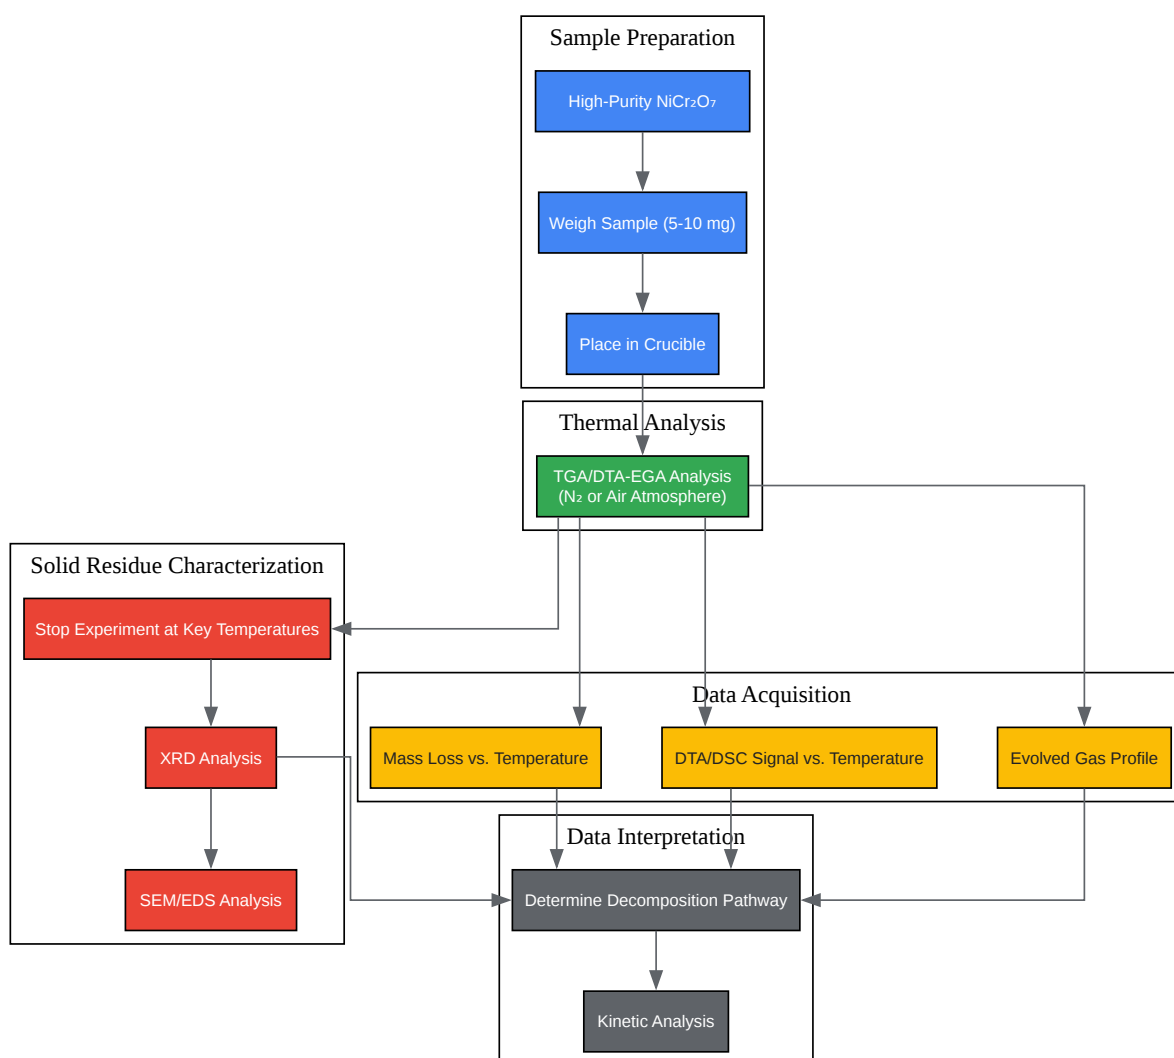 Sample Preparation
High-Purity NiCr₂O₇
Weigh Sample (5-10 mg)
Place in Crucible
Thermal Analysis
TGA/DTA-EGA Analysis
(N₂ or Air Atmosphere)
Solid Residue Characterization
Stop Experiment at Key Temperatures
XRD Analysis
SEM/EDS Analysis
Data Acquisition
Mass Loss vs. Temperature
DTA/DSC Signal vs. Temperature
Evolved Gas Profile
Data Interpretation
Determine Decomposition Pathway
Kinetic Analysis